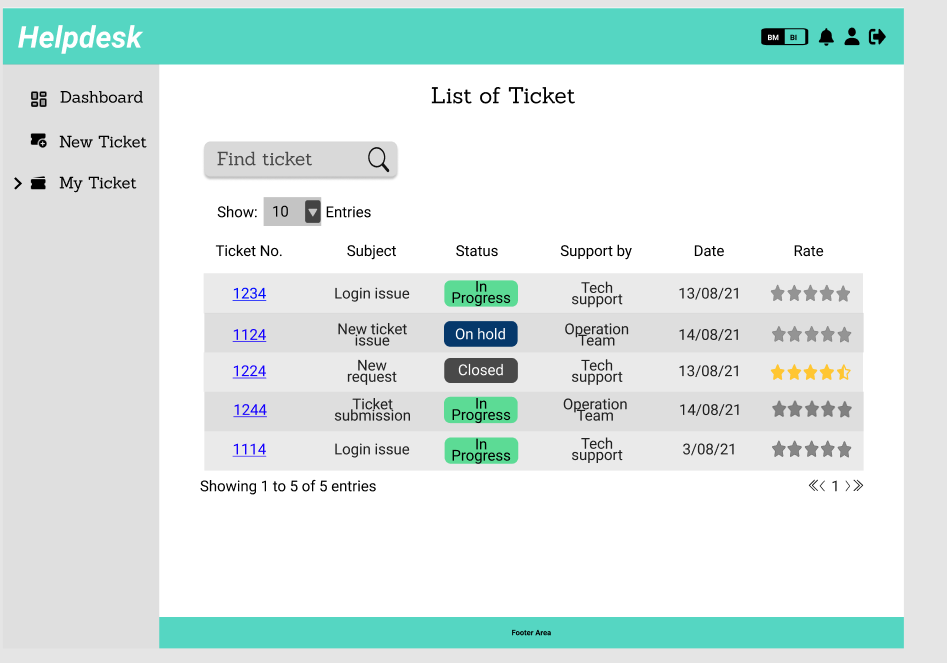 Helpdesk
BM BI
Dashboard
New Ticket
My Ticket
List of Ticket
Find ticket
Show: 10 Entries
Ticket No. Subject Status Support by Date Rate
1234 Login issue In Progress Tech support 13/08/21
1124 New ticket issue On hold Operation Team 14/08/21
1224 New request Closed Tech support 13/08/21
1244 Ticket submission In Progress Operation Team 14/08/21
1114 Login issue In Progress Tech support 3/08/21
Showing 1 to 5 of 5 entries
1
Footer Area